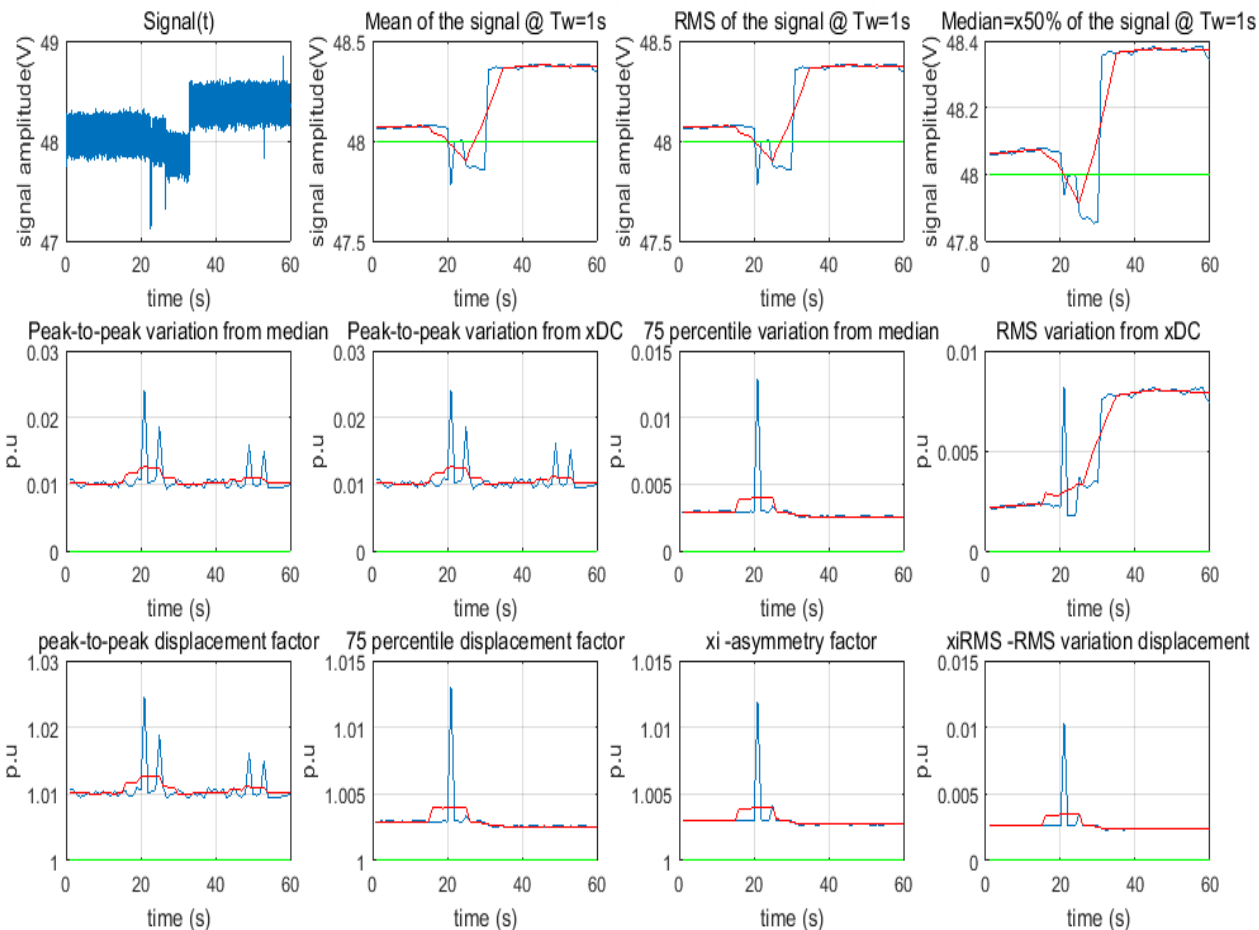 Signal(t)
signal amplitude(V)
49
48
47
0
20
40
60
time (s)
Mean of the signal @ Tw=1s
signal amplitude(V)
48.5
48
47.5
0
20
40
60
time (s)
RMS of the signal @ Tw=1s
signal amplitude(V)
48.5
48
47.5
0
20
40
60
time (s)
Median=x50% of the signal @ Tw=1s
signal amplitude(V)
48.4
48.2
48
47.8
0
20
40
60
time (s)
Peak-to-peak variation from median
p.u
0.03
0.02
0.01
0
0
20
40
60
time (s)
Peak-to-peak variation from xDC
p.u
0.03
0.02
0.01
0
0
20
40
60
time (s)
75 percentile variation from median
p.u
0.015
0.01
0.005
0
0
20
40
60
time (s)
RMS variation from xDC
p.u
0.01
0.005
0
0
20
40
60
time (s)
peak-to-peak displacement factor
p.u
1.03
1.02
1.01
1
0
20
40
60
time (s)
75 percentile displacement factor
p.u
1.015
1.01
1.005
1
0
20
40
60
time (s)
xi -asymmetry factor
p.u
1.015
1.01
1.005
1
0
20
40
60
time (s)
xiRMS -RMS variation displacement
p.u
0.015
0.01
0.005
0
0
20
40
60
time (s)